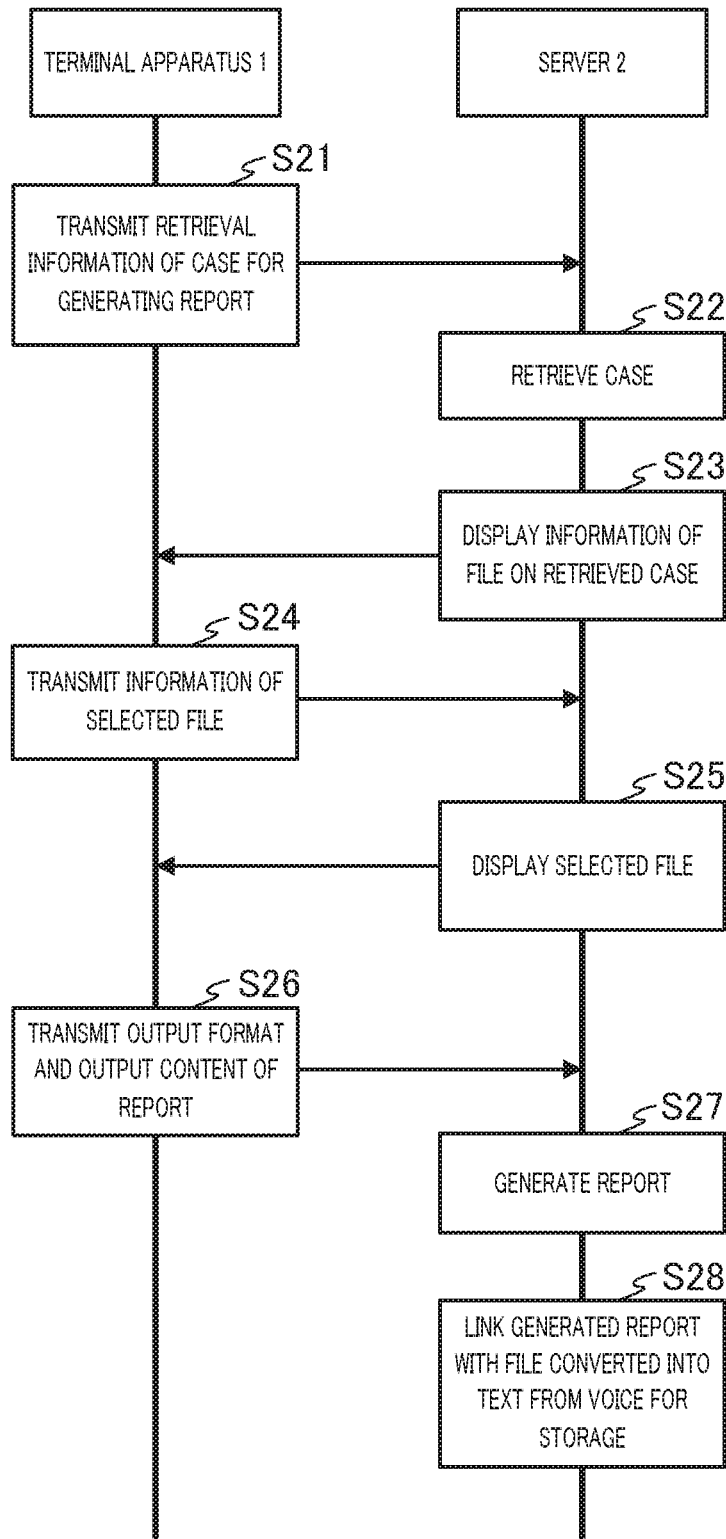 TERMINAL APPARATUS 1
SERVER 2
S21
TRANSMIT RETRIEVAL
INFORMATION OF CASE FOR
GENERATING REPORT
S22
RETRIEVE CASE
S23
DISPLAY INFORMATION OF
FILE ON RETRIEVED CASE
S24
TRANSMIT INFORMATION OF
SELECTED FILE
S25
DISPLAY SELECTED FILE
S26
TRANSMIT OUTPUT FORMAT
AND OUTPUT CONTENT OF
REPORT
S27
GENERATE REPORT
S28
LINK GENERATED REPORT
WITH FILE CONVERTED INTO
TEXT FROM VOICE FOR
STORAGE